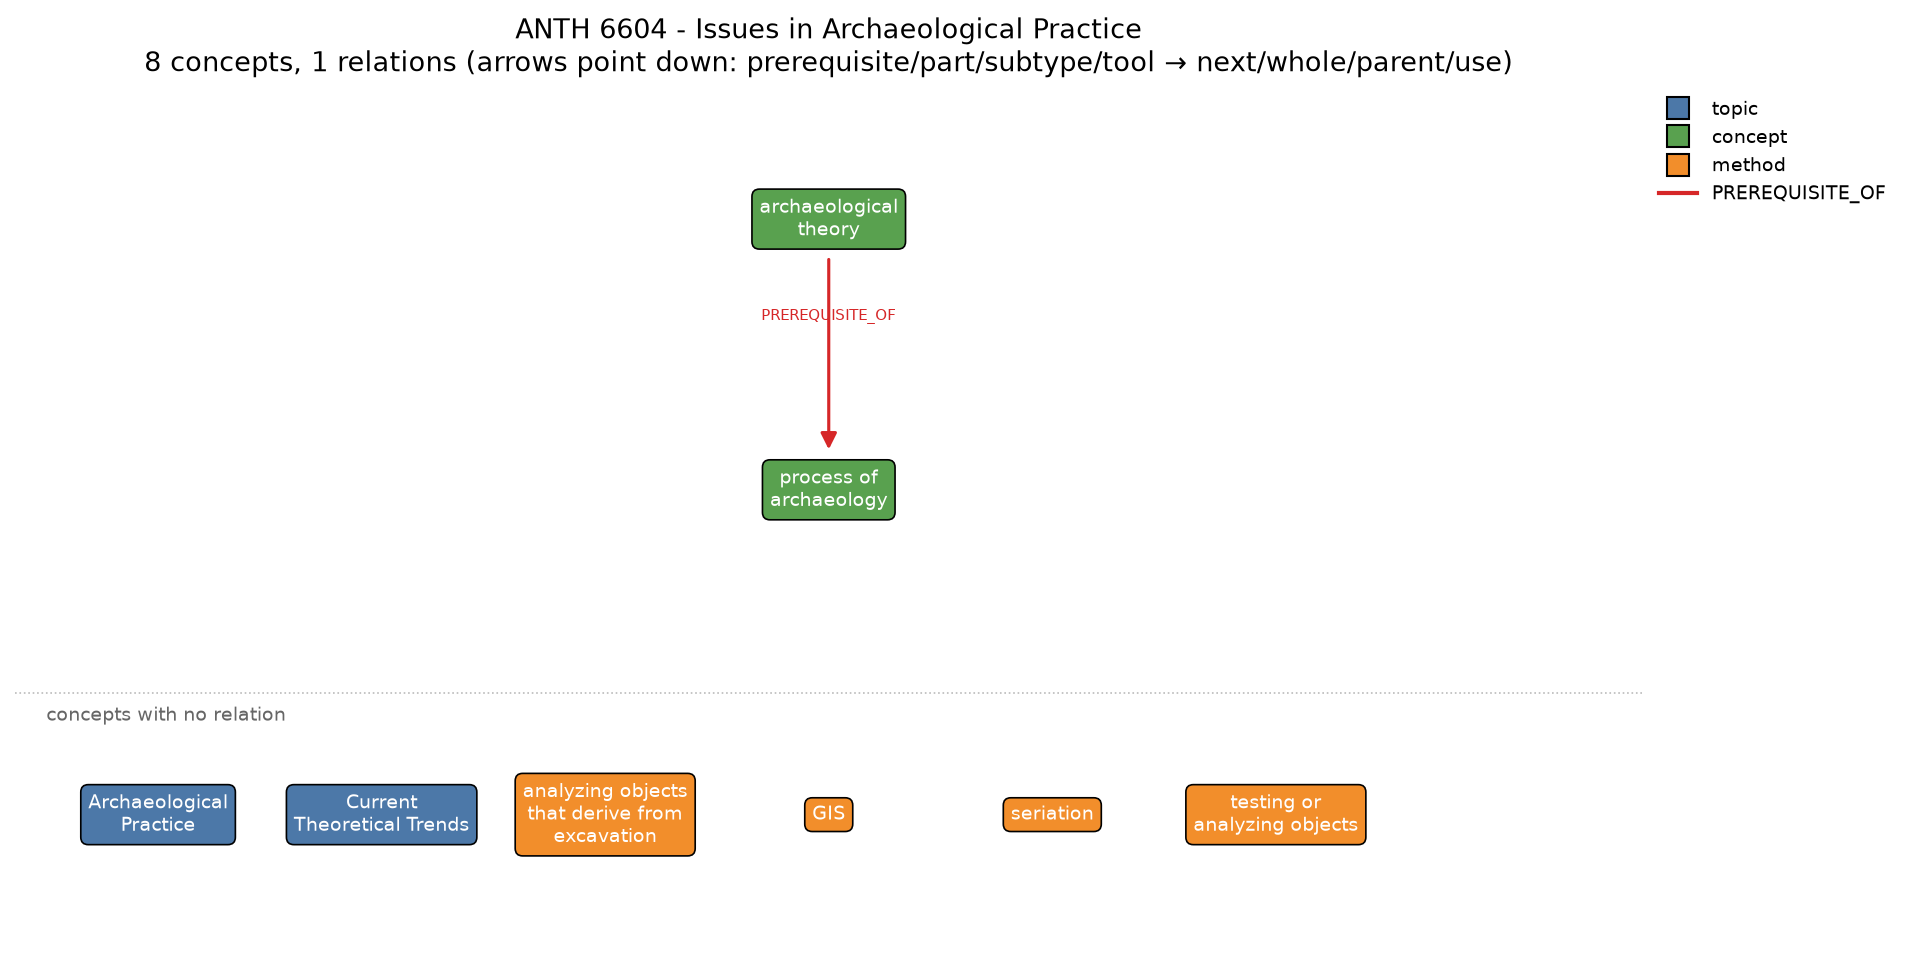 ANTH 6604 - Issues in Archaeological Practice
8 concepts, 1 relations (arrows point down: prerequisite/part/subtype/tool → next/whole/parent/use)
topic
concept
method
PREREQUISITE_OF
archaeological
theory
PREREQUISITE_OF
process of
archaeology
concepts with no relation
Archaeological
Practice
Current
Theoretical Trends
analyzing objects
that derive from
excavation
GIS
seriation
testing or
analyzing objects